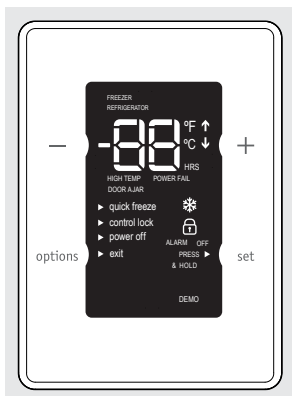 FREEZER
REFRIGERATOR
-88 °F ↑
°C ↓
HRS
HIGH TEMP POWER FAIL
DOOR AJAR
− +
▶ quick freeze
▶ control lock
▶ power off
ALARM OFF
▶ exit
PRESS ▶
& HOLD
options set
DEMO